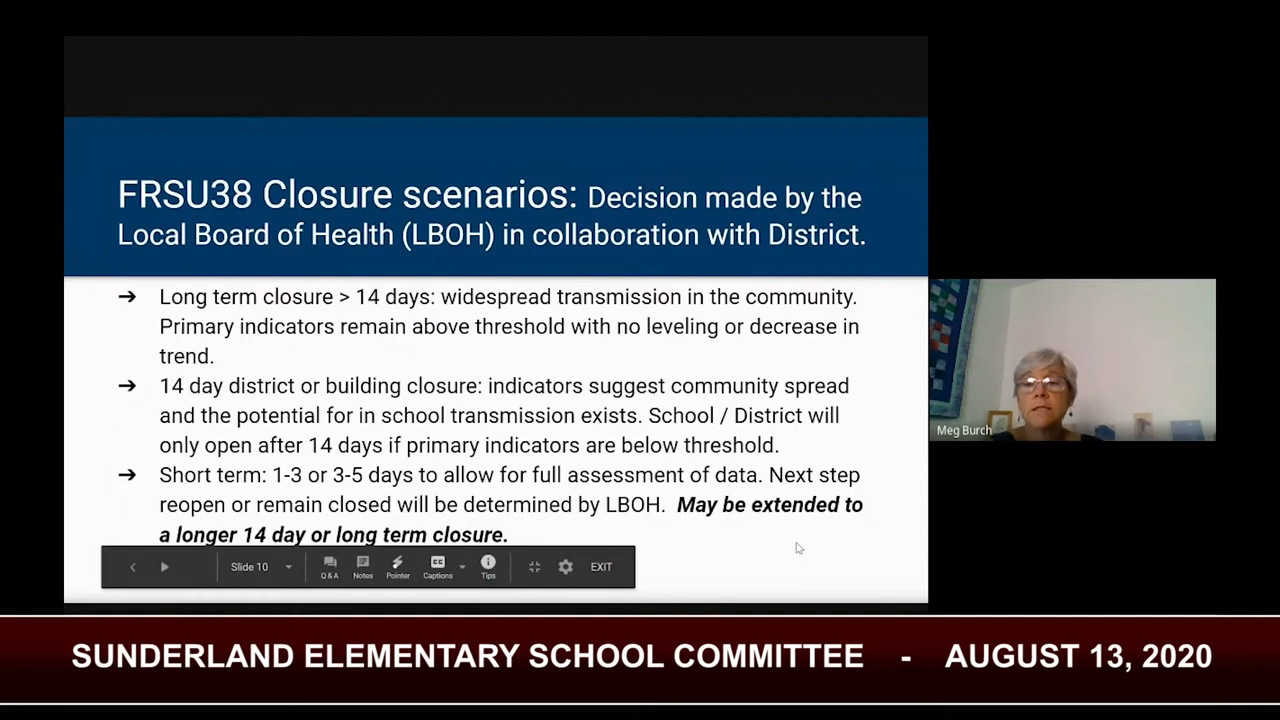 FRSU38 Closure scenarios: Decision made by the
Local Board of Health (LBOH) in collaboration with District.
➔ Long term closure > 14 days: widespread transmission in the community.
Primary indicators remain above threshold with no leveling or decrease in
trend.
➔ 14 day district or building closure: indicators suggest community spread
and the potential for in school transmission exists. School / District will
only open after 14 days if primary indicators are below threshold.
➔ Short term: 1-3 or 3-5 days to allow for full assessment of data. Next step
reopen or remain closed will be determined by LBOH. May be extended to
a longer 14 day or long term closure.
Slide 10
Q & A Notes Pointer Captions Tips EXIT
Meg Burch
SUNDERLAND ELEMENTARY SCHOOL COMMITTEE - AUGUST 13, 2020